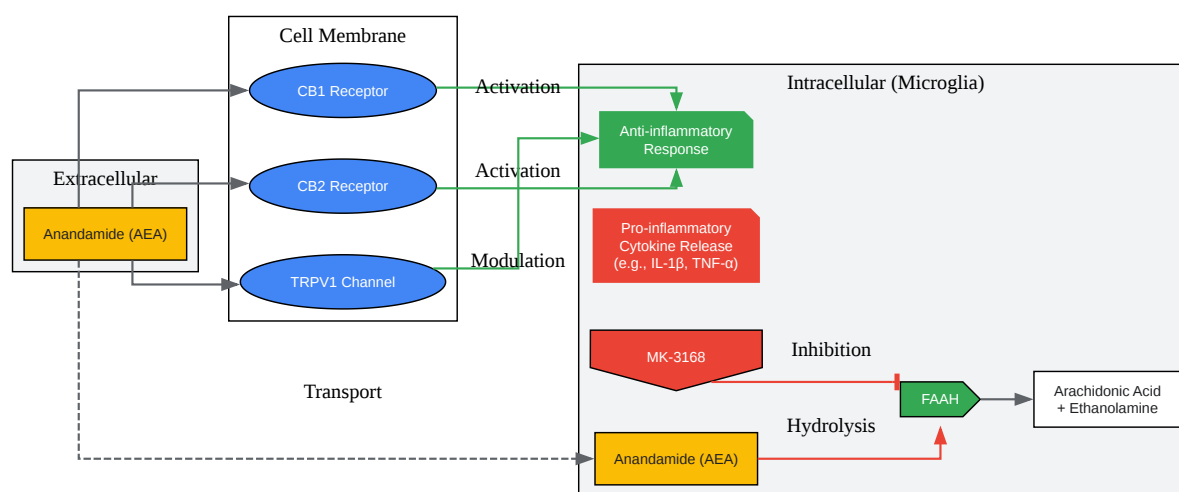 Cell Membrane
CB1 Receptor
CB2 Receptor
TRPV1 Channel
Extracellular
Anandamide (AEA)
Activation
Activation
Modulation
Transport
Intracellular (Microglia)
Anti-inflammatory
Response
Pro-inflammatory
Cytokine Release
(e.g., IL-1β, TNF-α)
MK-3168
Inhibition
FAAH
Arachidonic Acid
+ Ethanolamine
Hydrolysis
Anandamide (AEA)